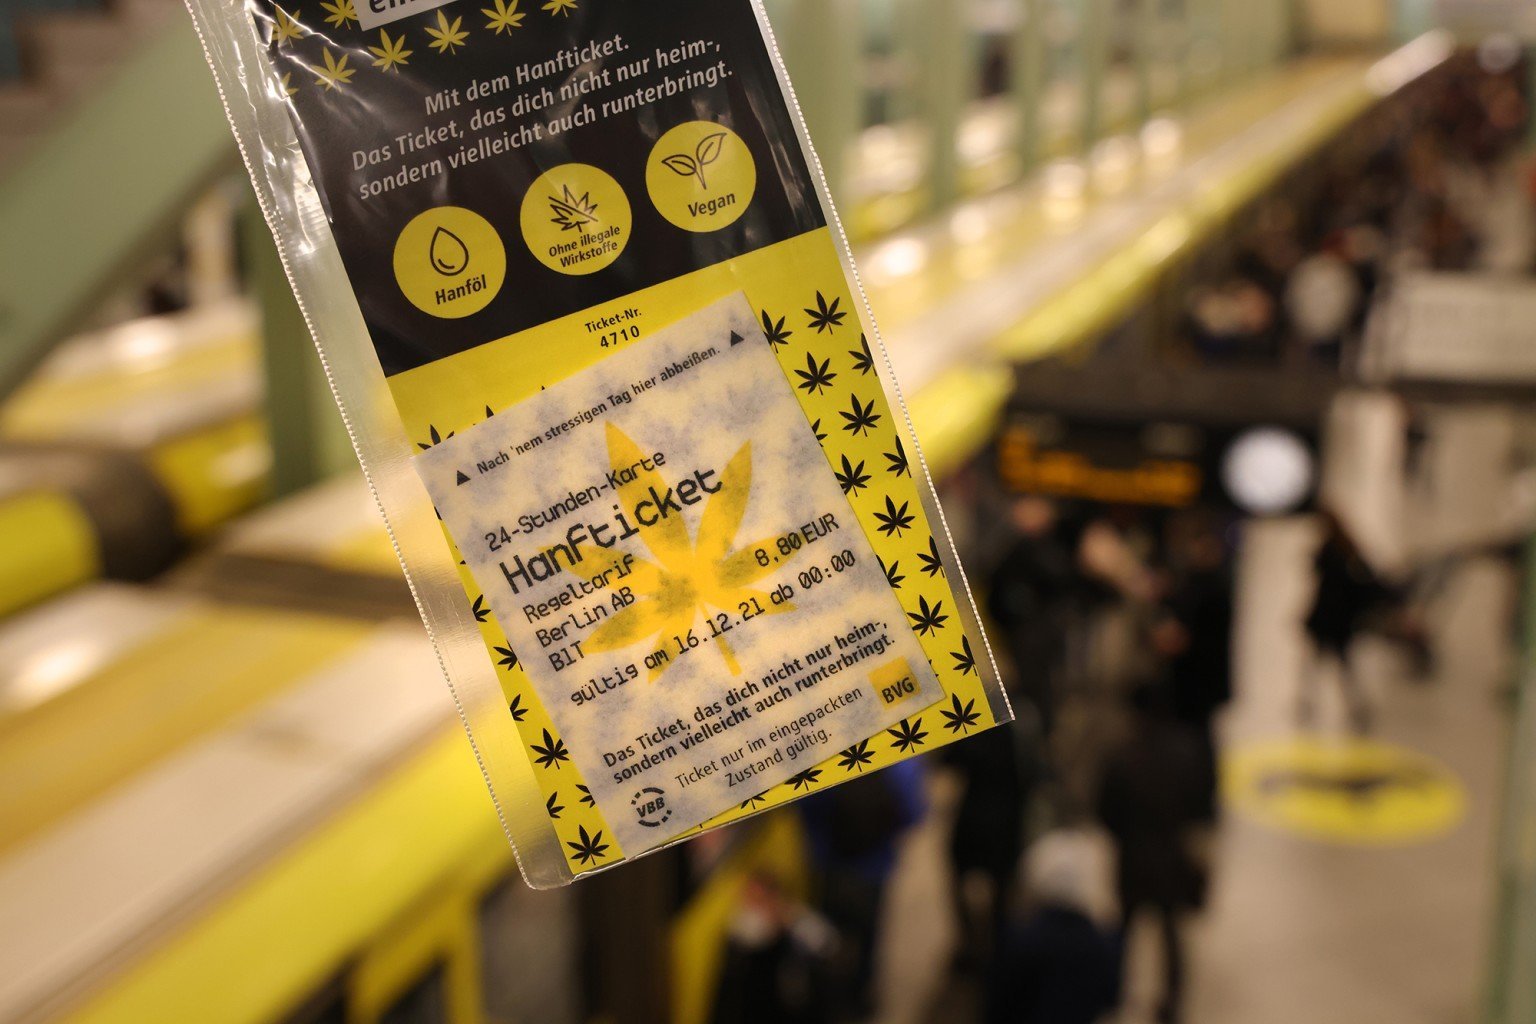 Mit dem Hanfticket.
Das Ticket, das dich nicht nur heim-,
sondern vielleicht auch runterbringt.
Hanföl
Ohne illegale
Wirkstoffe
Vegan
Ticket-Nr.
4710
▲ Nach 'nem stressigen Tag hier abbeißen. ▲
24-Stunden-Karte
Hanfticket
Regeltarif
Berlin AB 8,80 EUR
B1T
gültig am 16.12.21 ab 00:00
Das Ticket, das dich nicht nur heim-,
sondern vielleicht auch runterbringt.
Ticket nur im eingepackten
Zustand gültig.
VBB
BVG